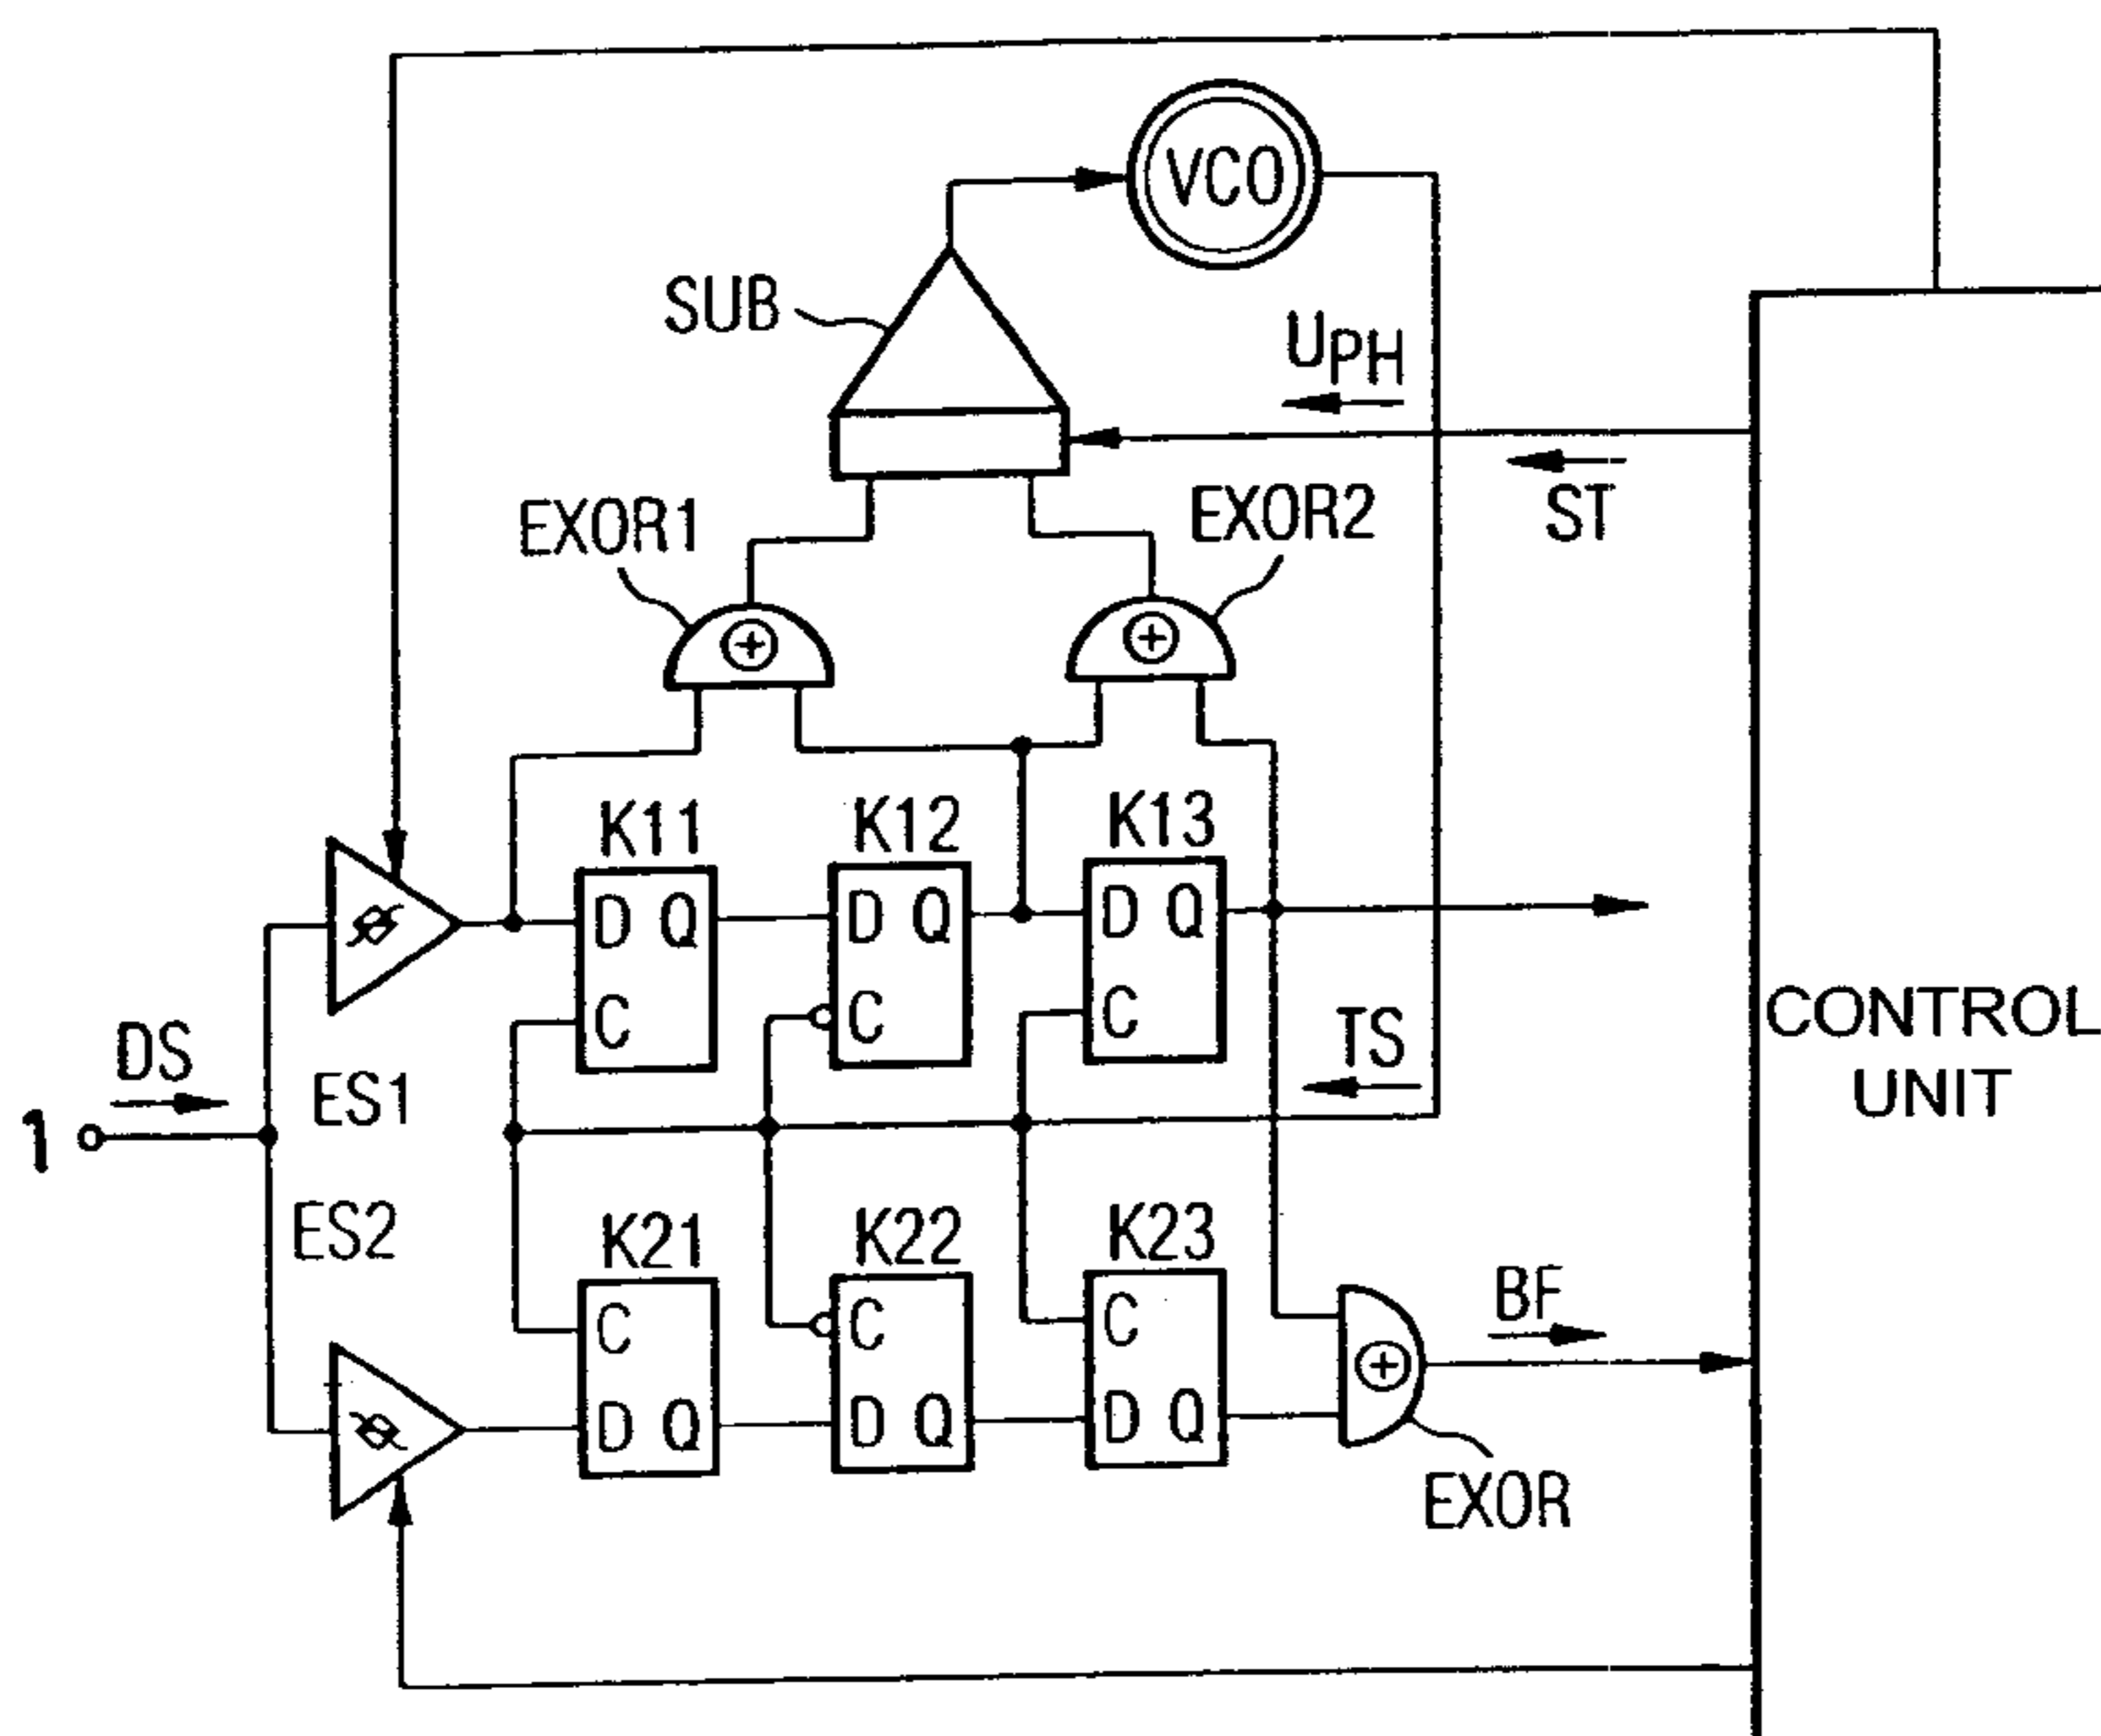 VCO
SUB
UPH
ST
EXOR1
EXOR2
K11
K12
K13
D Q
C
D Q
C
D Q
C
DS
1
ES1
ES2
TS
CONTROL
UNIT
K21
K22
K23
C
D Q
C
D Q
C
D Q
BF
EXOR